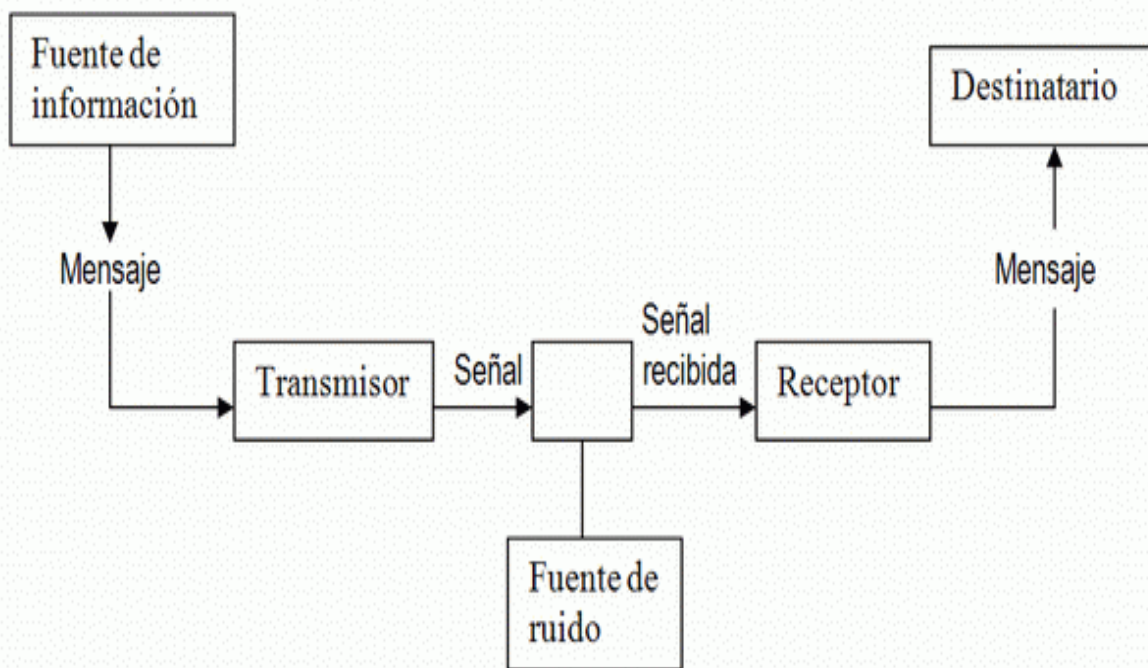 Fuente de
información
Destinatario
Mensaje
Mensaje
Transmisor
Señal
Señal
recibida
Receptor
Fuente de
ruido